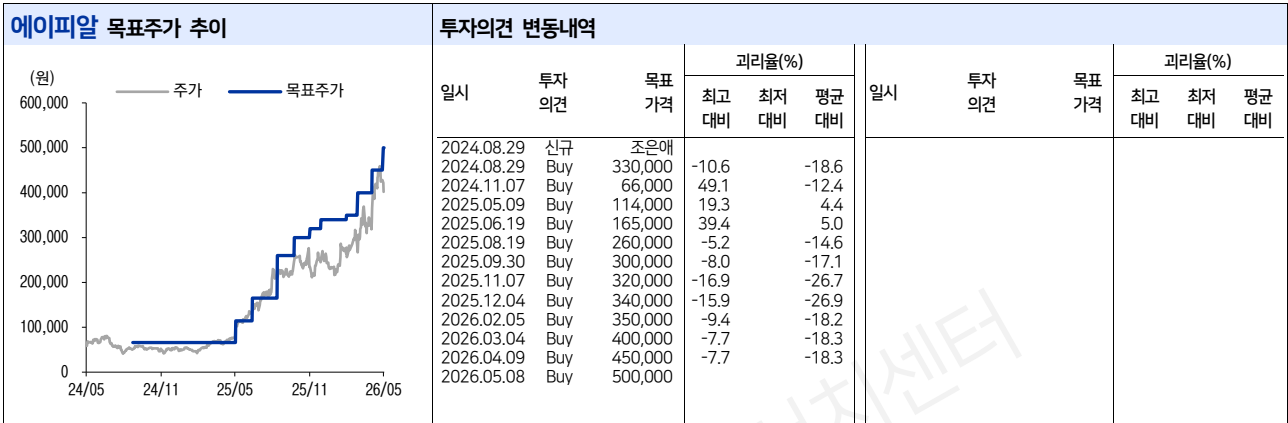 에이피알 목표주가 추이
(원)
주가 목표주가
600,000
500,000
400,000
300,000
200,000
100,000
0
24/05 24/11 25/05 25/11 26/05
투자의견 변동내역
일시 투자의견 목표가격 괴리율(%) 최고대비 최저대비 평균대비
2024.08.29 신규 조은애
2024.08.29 Buy 330,000 -10.6 -18.6
2024.11.07 Buy 66,000 49.1 -12.4
2025.05.09 Buy 114,000 19.3 4.4
2025.06.19 Buy 165,000 39.4 5.0
2025.08.19 Buy 260,000 -5.2 -14.6
2025.09.30 Buy 300,000 -8.0 -17.1
2025.11.07 Buy 320,000 -16.9 -26.7
2025.12.04 Buy 340,000 -15.9 -26.9
2026.02.05 Buy 350,000 -9.4 -18.2
2026.03.04 Buy 400,000 -7.7 -18.3
2026.04.09 Buy 450,000 -7.7 -18.3
2026.05.08 Buy 500,000
일시 투자의견 목표가격 괴리율(%) 최고대비 최저대비 평균대비